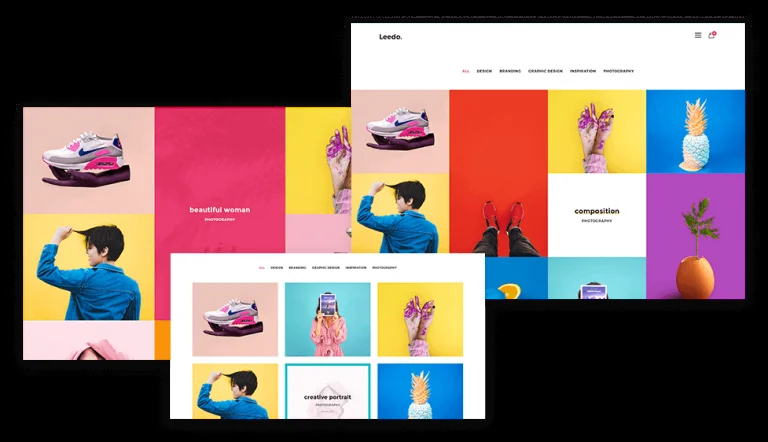 Leedo.
ALL DESIGN BRANDING GRAPHIC DESIGN INSPIRATION PHOTOGRAPHY
beautiful woman
PHOTOGRAPHY
composition
PHOTOGRAPHY
ALL DESIGN BRANDING GRAPHIC DESIGN INSPIRATION PHOTOGRAPHY
creative portrait
PHOTOGRAPHY